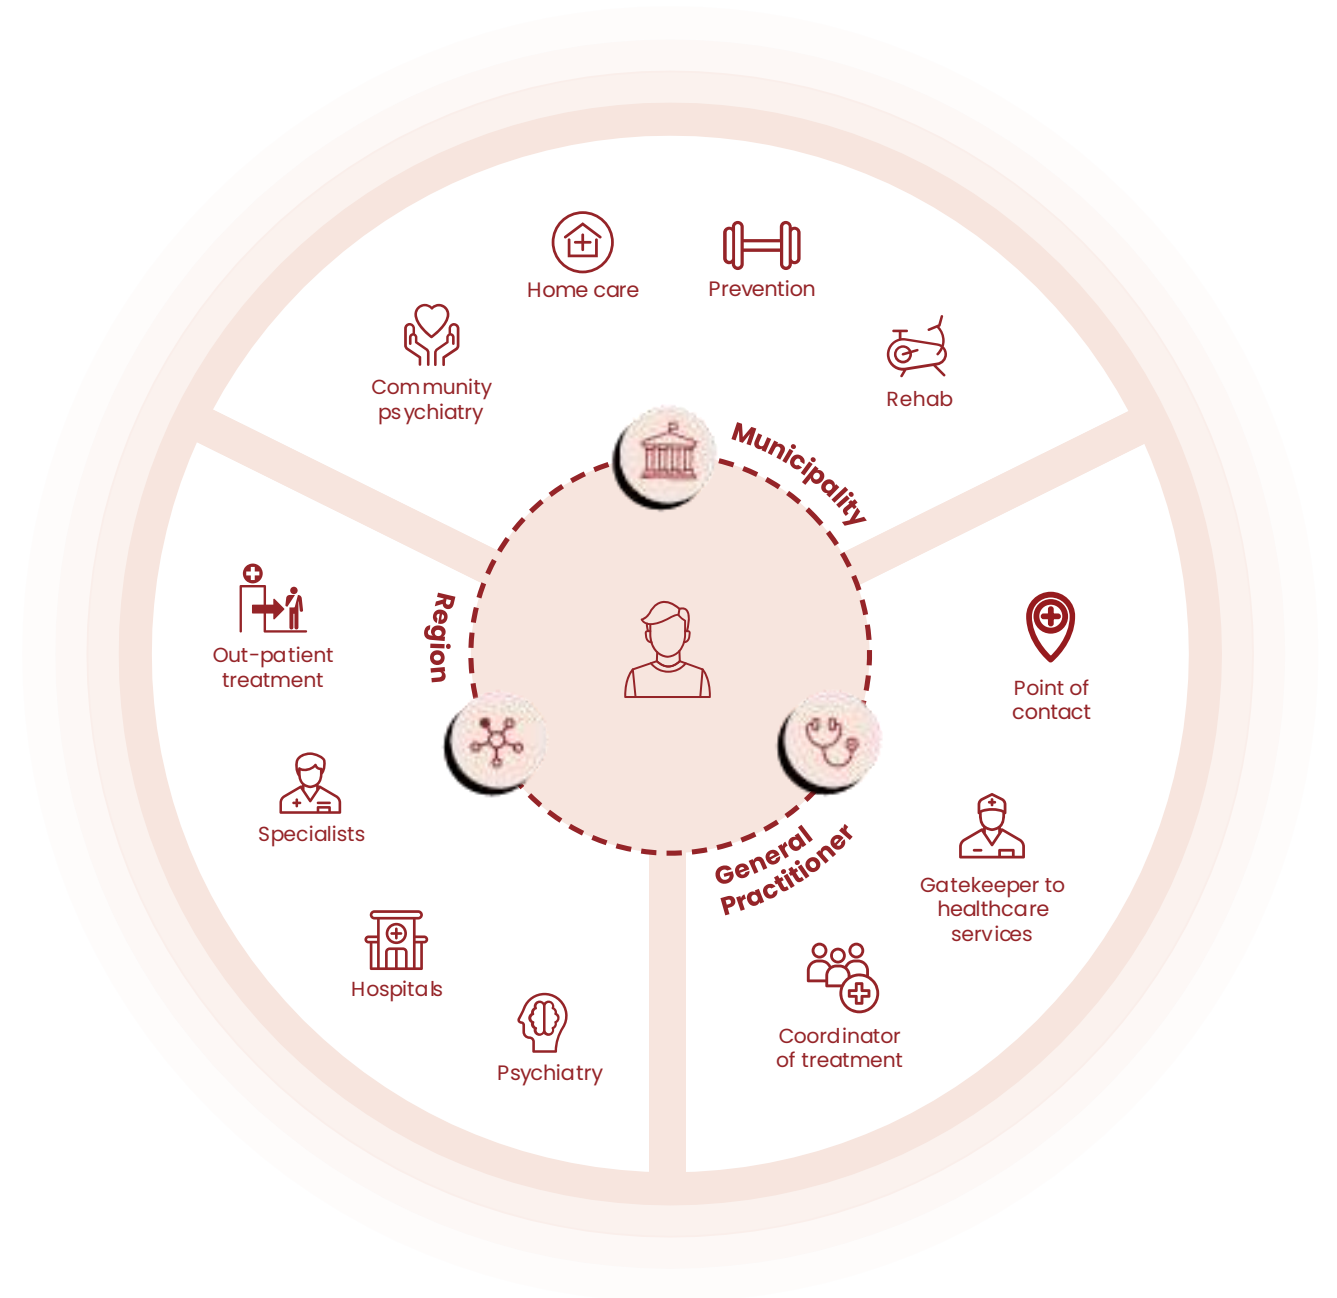 Home care
Prevention
Community
psychiatry
Rehab
Municipality
Region
Out-patient
treatment
Point of
contact
Specialists
General
Practitioner
Gatekeeper to
healthcare
services
Hospitals
Coordinator
of treatment
Psychiatry